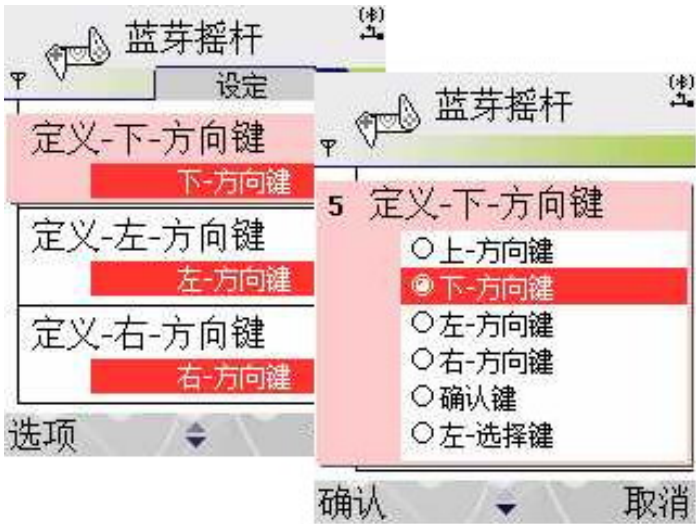 蓝芽摇杆
设定
定义-下-方向键
下-方向键
定义-左-方向键
左-方向键
定义-右-方向键
右-方向键
选项
蓝芽摇杆
5 定义-下-方向键
上-方向键
下-方向键
左-方向键
右-方向键
确认键
左-选择键
确认
取消